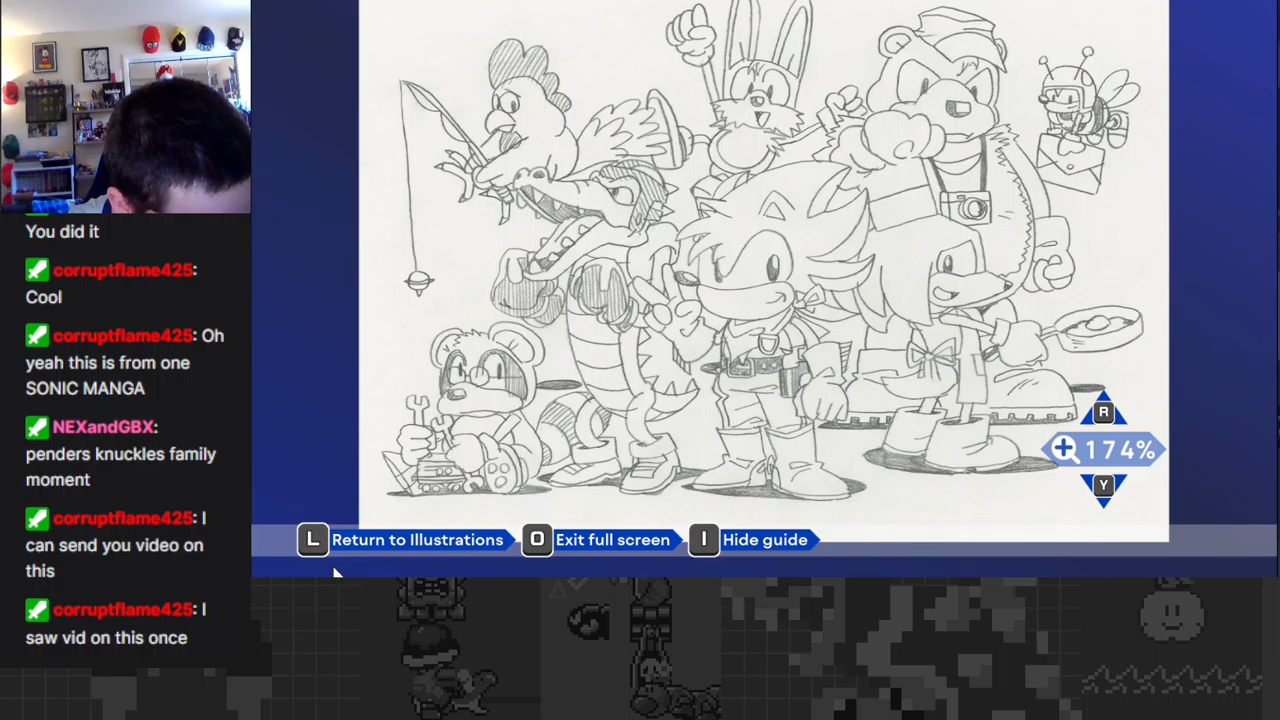 You did it
corruptflame425:
Cool
corruptflame425: Oh
yeah this is from one
SONIC MANGA
NEXandGBX:
penders knuckles family
moment
corruptflame425: I
can send you video on
this
corruptflame425: I
saw vid on this once
R
174%
Y
L Return to Illustrations O Exit full screen I Hide guide